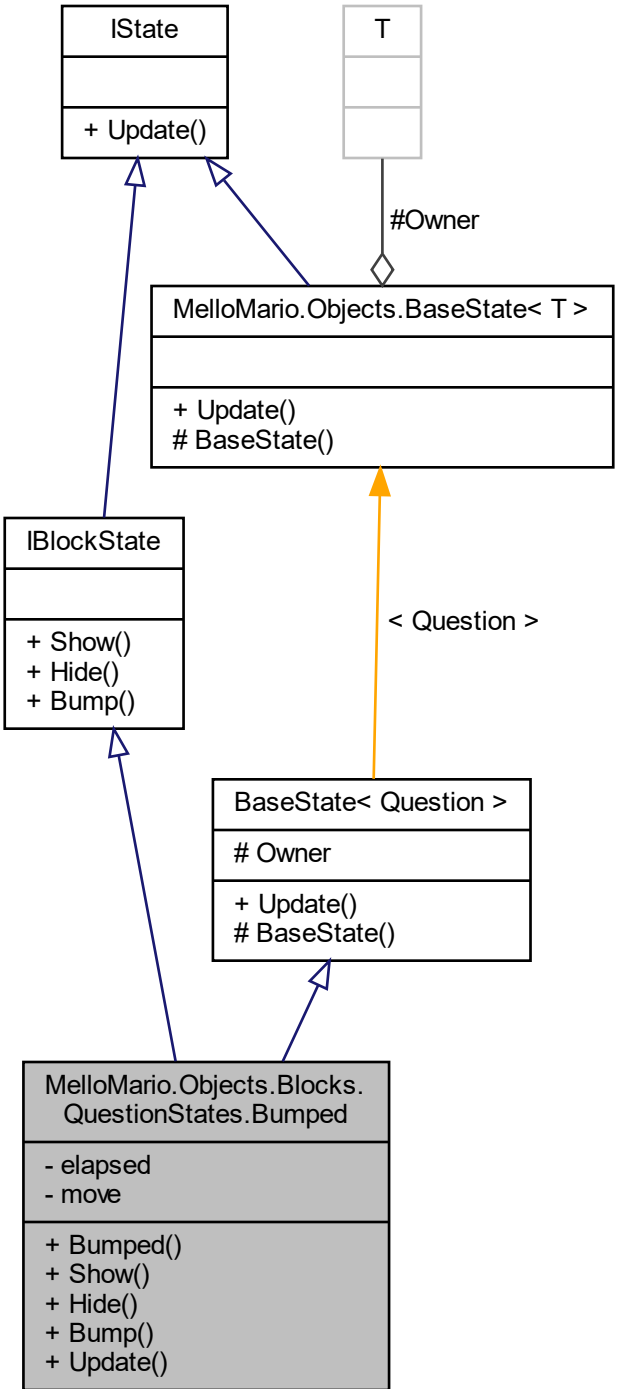 IState
T
+ Update()
#Owner
MelloMario.Objects.BaseState< T >
+ Update()
# BaseState()
IBlockState
+ Show()
+ Hide()
+ Bump()
< Question >
BaseState< Question >
# Owner
+ Update()
# BaseState()
MelloMario.Objects.Blocks.
QuestionStates.Bumped
- elapsed
- move
+ Bumped()
+ Show()
+ Hide()
+ Bump()
+ Update()